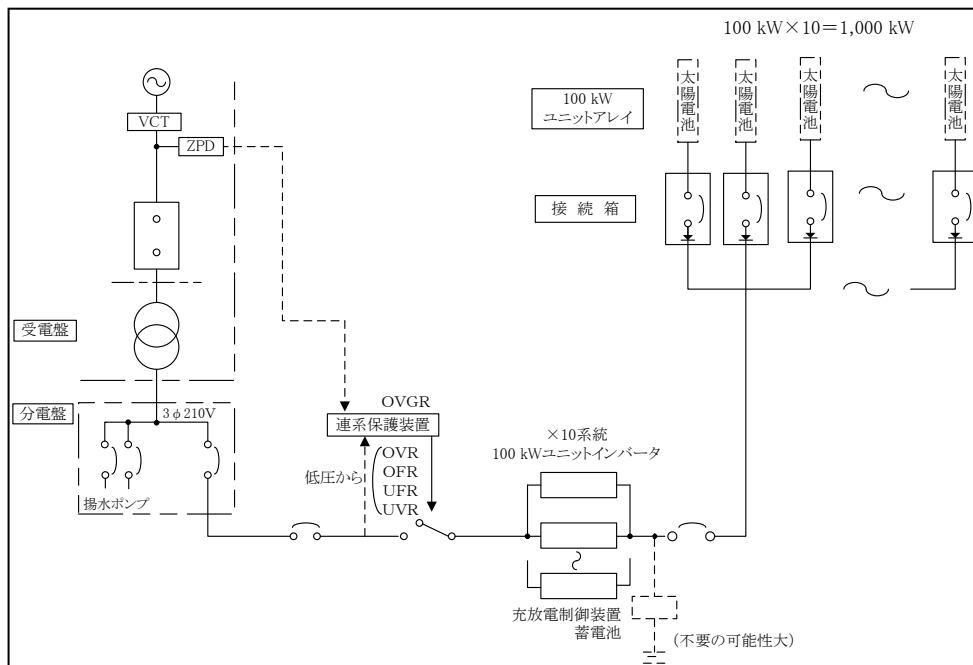 100 kW×10=1,000 kW
VCT
ZPD
100 kW
ユニットアレイ
太陽電池
太陽電池
太陽電池
太陽電池
接続箱
受電盤
分電盤
3φ210V
揚水ポンプ
OVGR
連系保護装置
低圧から
OVR
OFR
UFR
UVR
×10系統
100 kWユニットインバータ
充放電制御装置
蓄電池
(不要の可能性大)